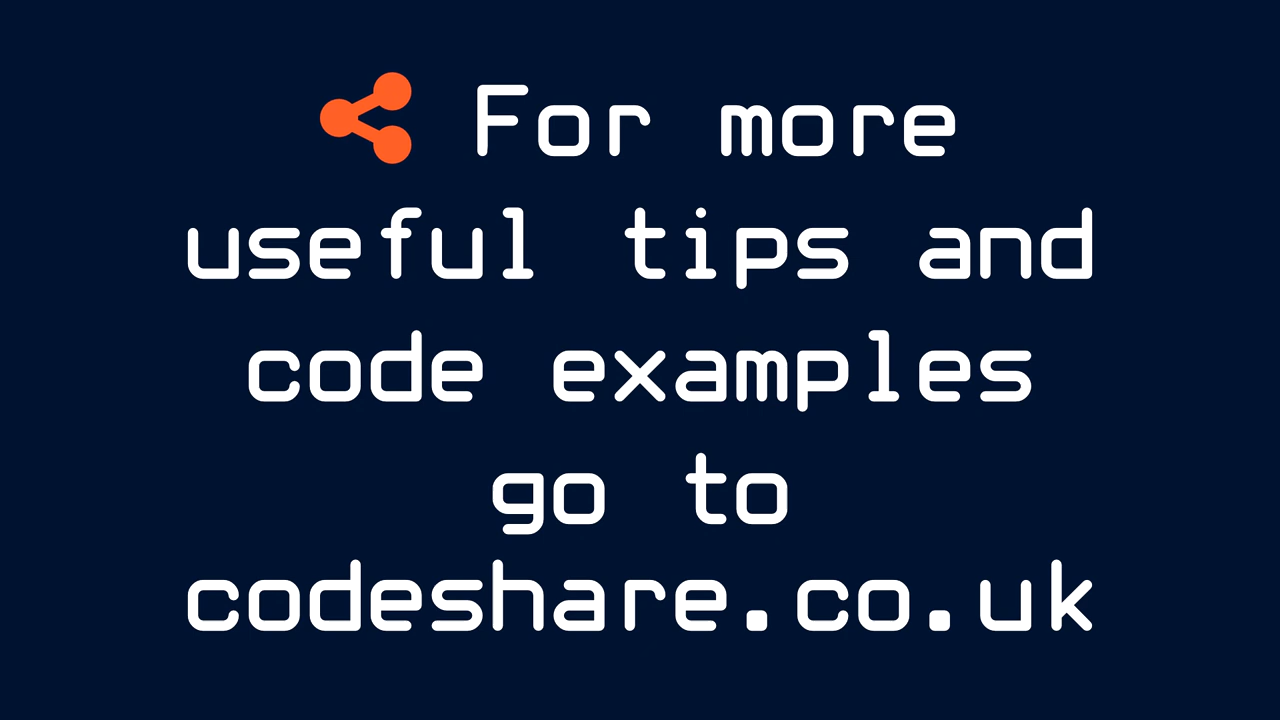 For more
useful tips and
code examples
go to
codeshare.co.uk